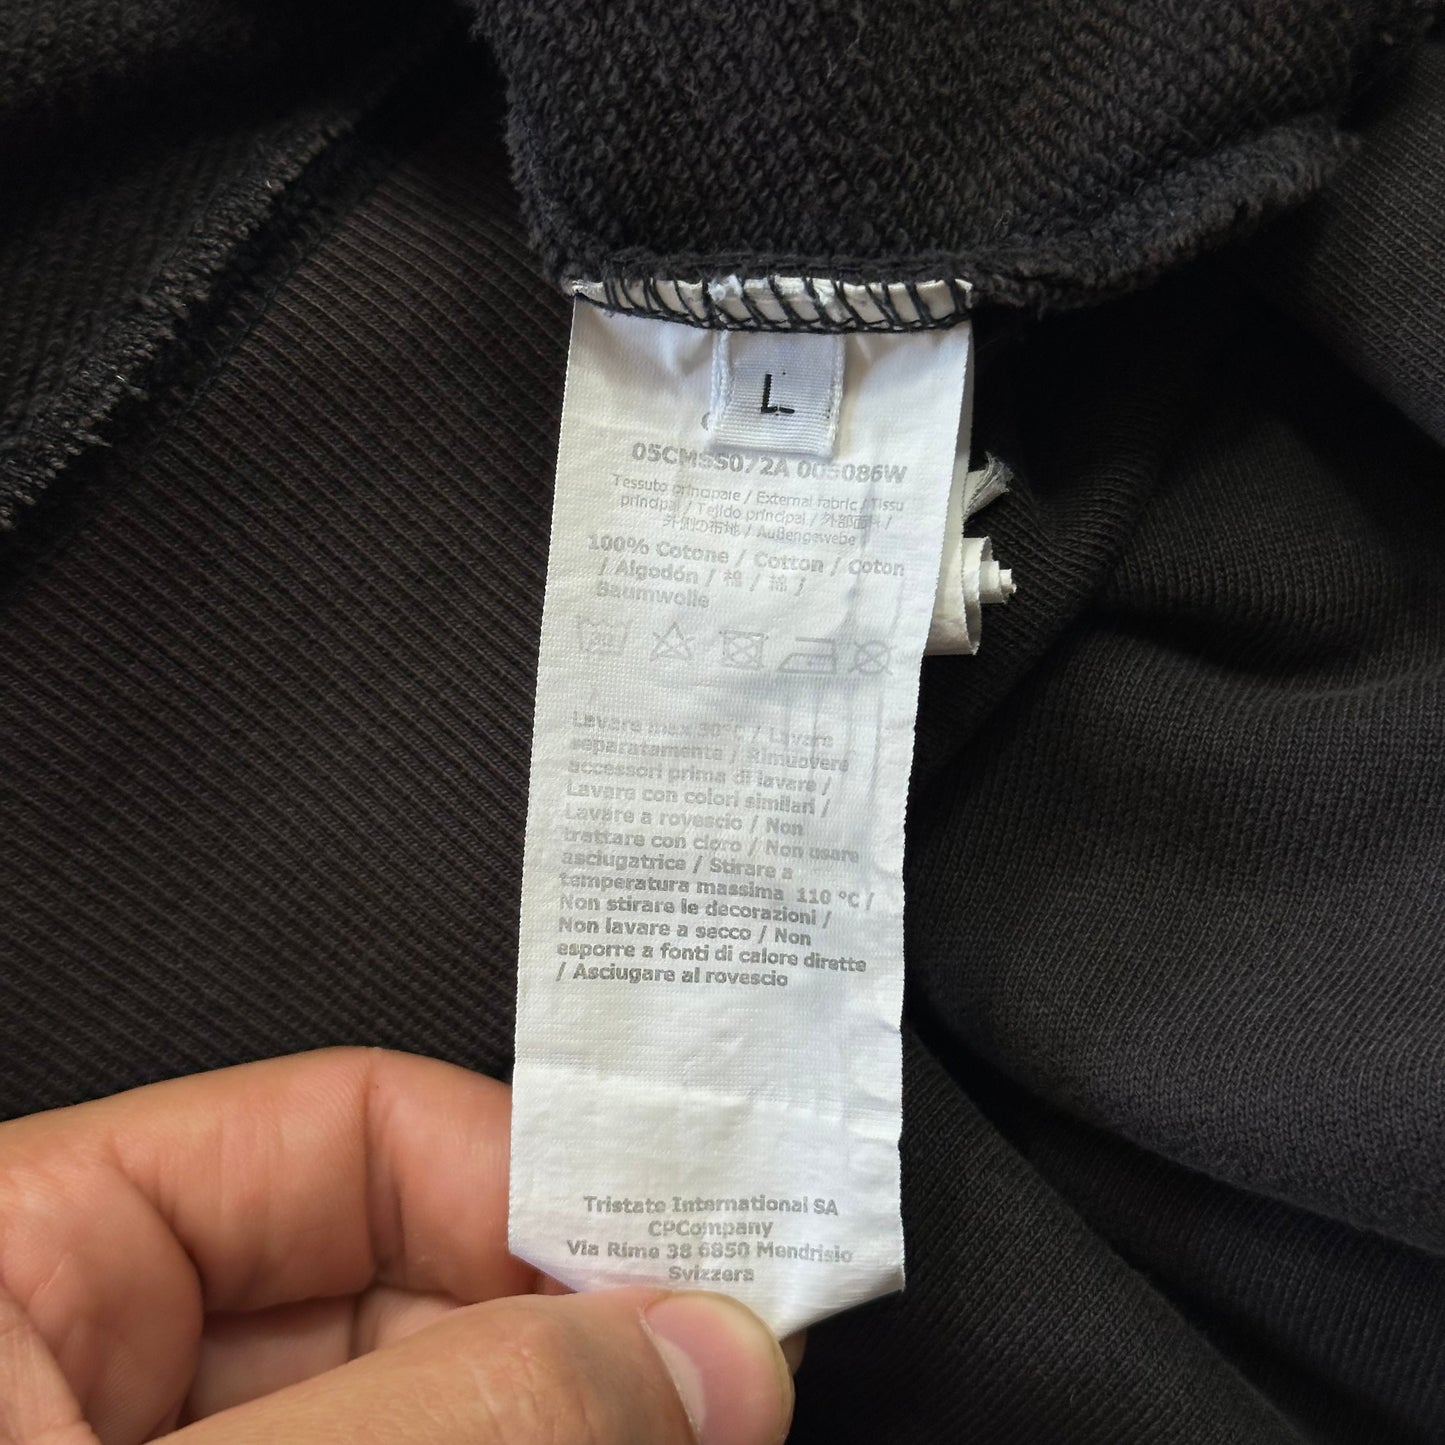 L
05CMSS072A 005086W
Tessuto principale / External fabric / Tissu
principal / Tejido principal / 外部面料 /
外側の布地 / Außengewebe
100% Cotone / Cotton / Coton
/ Algodón / 棉 / 綿 /
Baumwolle
30
Lavare max 30°C / Lavare
separatamente / Rimuovere
accessori prima di lavare /
Lavare con colori similari /
Lavare a rovescio / Non
trattare con cloro / Non usare
asciugatrice / Stirare a
temperatura massima 110 °C /
Non stirare le decorazioni /
Non lavare a secco / Non
esporre a fonti di calore dirette
/ Asciugare al rovescio
Tristate International SA
CPCompany
Via Rime 38 6850 Mendrisio
Svizzera